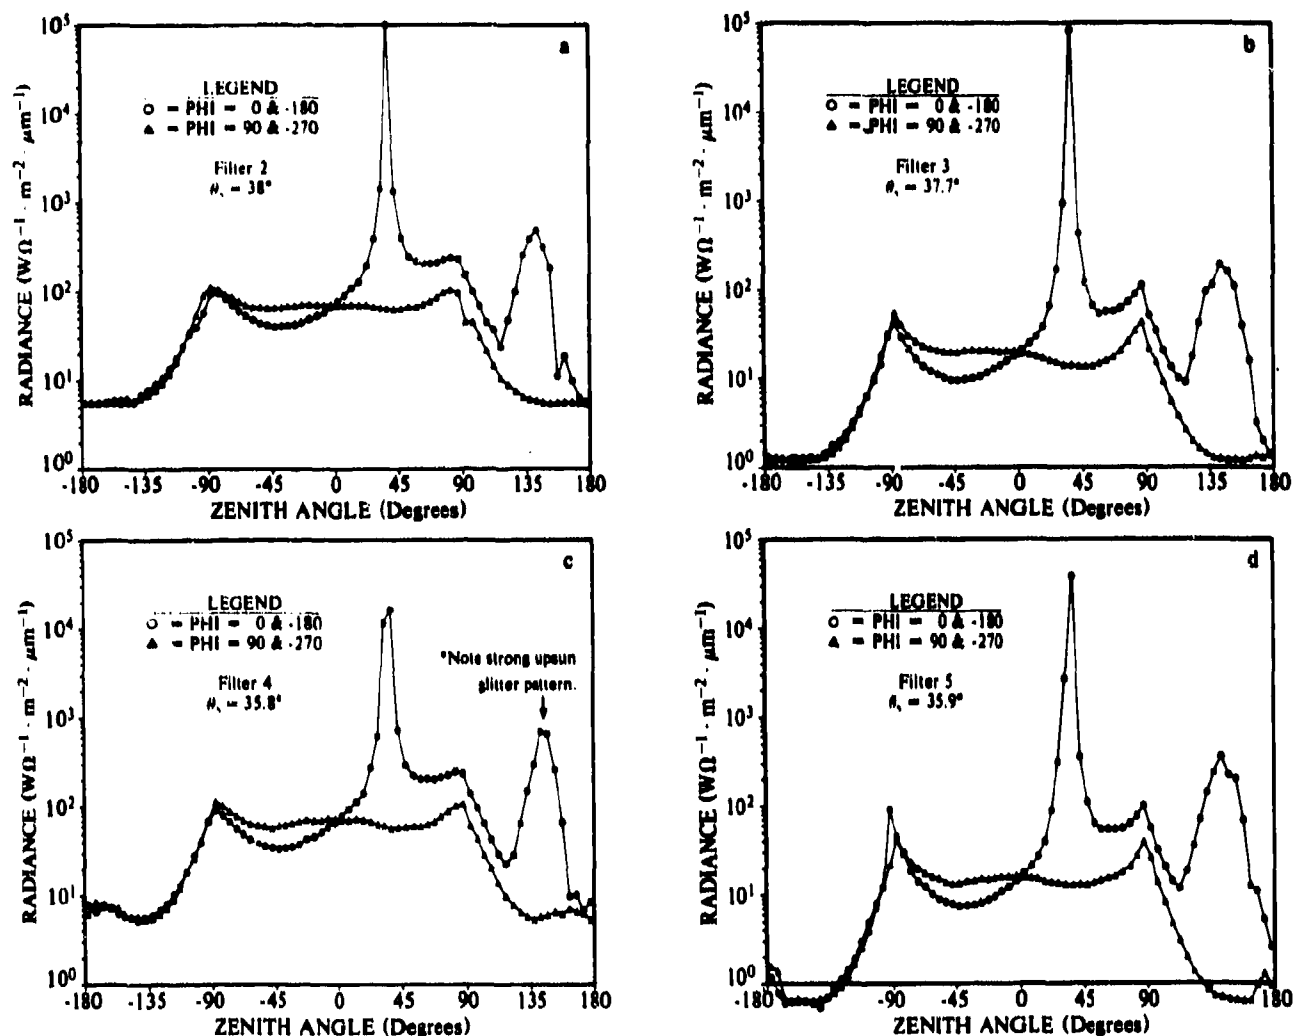 a
10⁵
10⁴
10³
10²
10¹
10⁰
RADIANCE (WΩ⁻¹ · m⁻² · μm⁻¹)
LEGEND
○ = PHI = 0 & -180
▲ = PHI = 90 & -270
Filter 2
θₛ = 38°
-180 -135 -90 -45 0 45 90 135 180
ZENITH ANGLE (Degrees)
b
10⁵
10⁴
10³
10²
10¹
10⁰
RADIANCE (WΩ⁻¹ · m⁻² · μm⁻¹)
LEGEND
○ = PHI = 0 & -180
▲ = PHI = 90 & -270
Filter 3
θₛ = 37.7°
-180 -135 -90 -45 0 45 90 135 180
ZENITH ANGLE (Degrees)
c
10⁵
10⁴
10³
10²
10¹
10⁰
RADIANCE (WΩ⁻¹ · m⁻² · μm⁻¹)
LEGEND
○ = PHI = 0 & -180
▲ = PHI = 90 & -270
Filter 4
θₛ = 35.8°
*Note strong upsun
glitter pattern.
-180 -135 -90 -45 0 45 90 135 180
ZENITH ANGLE (Degrees)
d
10⁵
10⁴
10³
10²
10¹
10⁰
RADIANCE (WΩ⁻¹ · m⁻² · μm⁻¹)
LEGEND
○ = PHI = 0 & -180
▲ = PHI = 90 & -270
Filter 5
θₛ = 35.9°
-180 -135 -90 -45 0 45 90 135 180
ZENITH ANGLE (Degrees)